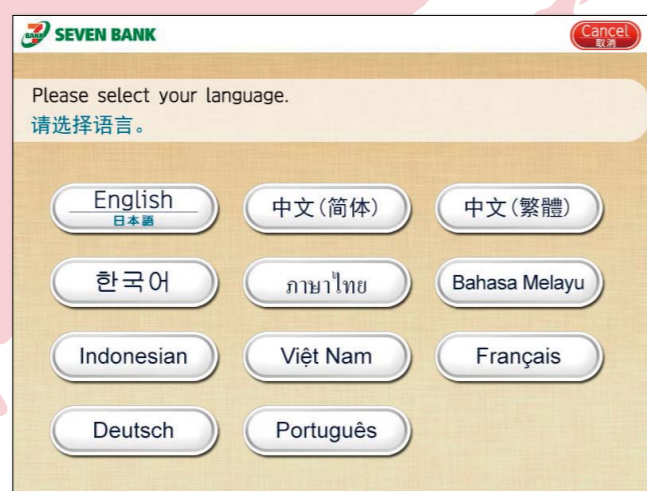 7 BANK SEVEN BANK
Cancel
取消
Please select your language.
请选择语言。
English
日本語
中文(简体)
中文(繁體)
한국어
ภาษาไทย
Bahasa Melayu
Indonesian
Việt Nam
Français
Deutsch
Português